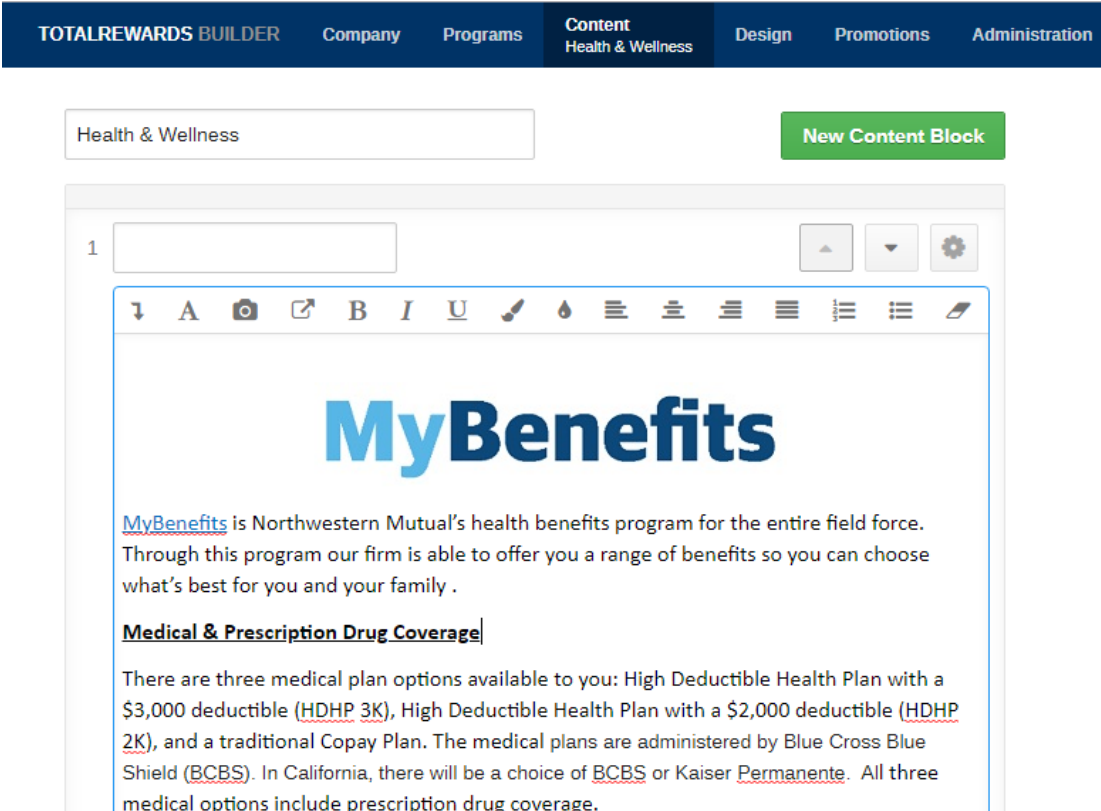 TOTALREWARDS BUILDER Company Programs Content Design Promotions Administration
Health & Wellness
Health & Wellness New Content Block
1
A B I U
MyBenefits
MyBenefits is Northwestern Mutual’s health benefits program for the entire field force.
Through this program our firm is able to offer you a range of benefits so you can choose
what’s best for you and your family .
Medical & Prescription Drug Coverage
There are three medical plan options available to you: High Deductible Health Plan with a
$3,000 deductible (HDHP 3K), High Deductible Health Plan with a $2,000 deductible (HDHP
2K), and a traditional Copay Plan. The medical plans are administered by Blue Cross Blue
Shield (BCBS). In California, there will be a choice of BCBS or Kaiser Permanente.  All three
medical options include prescription drug coverage.